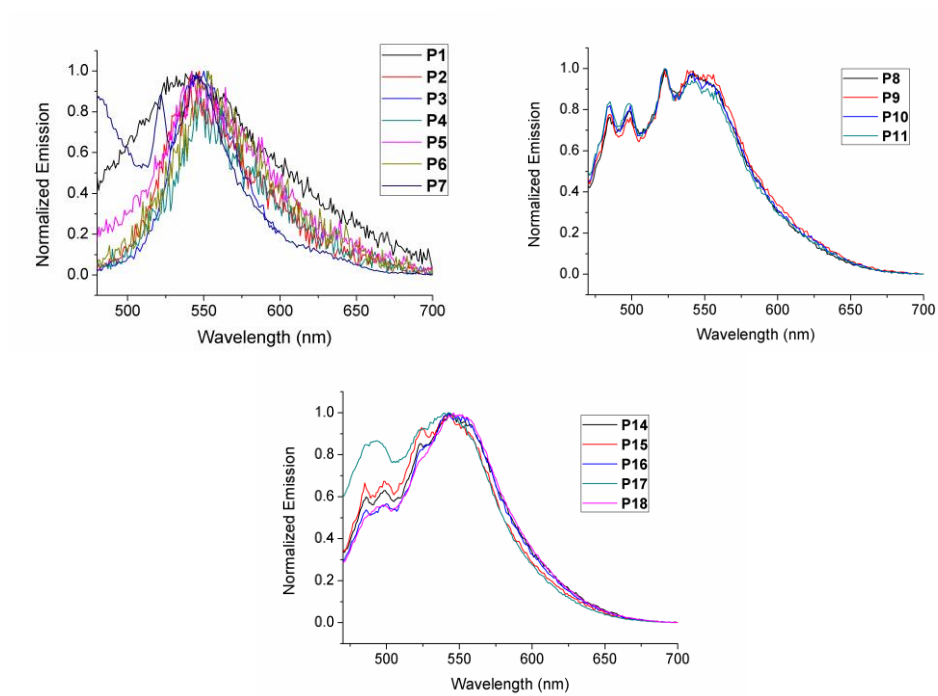 Normalized Emission
1.0
0.8
0.6
0.4
0.2
0.0
500
550
600
650
700
Wavelength (nm)
P1
P2
P3
P4
P5
P6
P7
Normalized Emission
1.0
0.8
0.6
0.4
0.2
0.0
500
550
600
650
700
Wavelength (nm)
P8
P9
P10
P11
Normalized Emission
1.0
0.8
0.6
0.4
0.2
0.0
500
550
600
650
700
Wavelength (nm)
P14
P15
P16
P17
P18